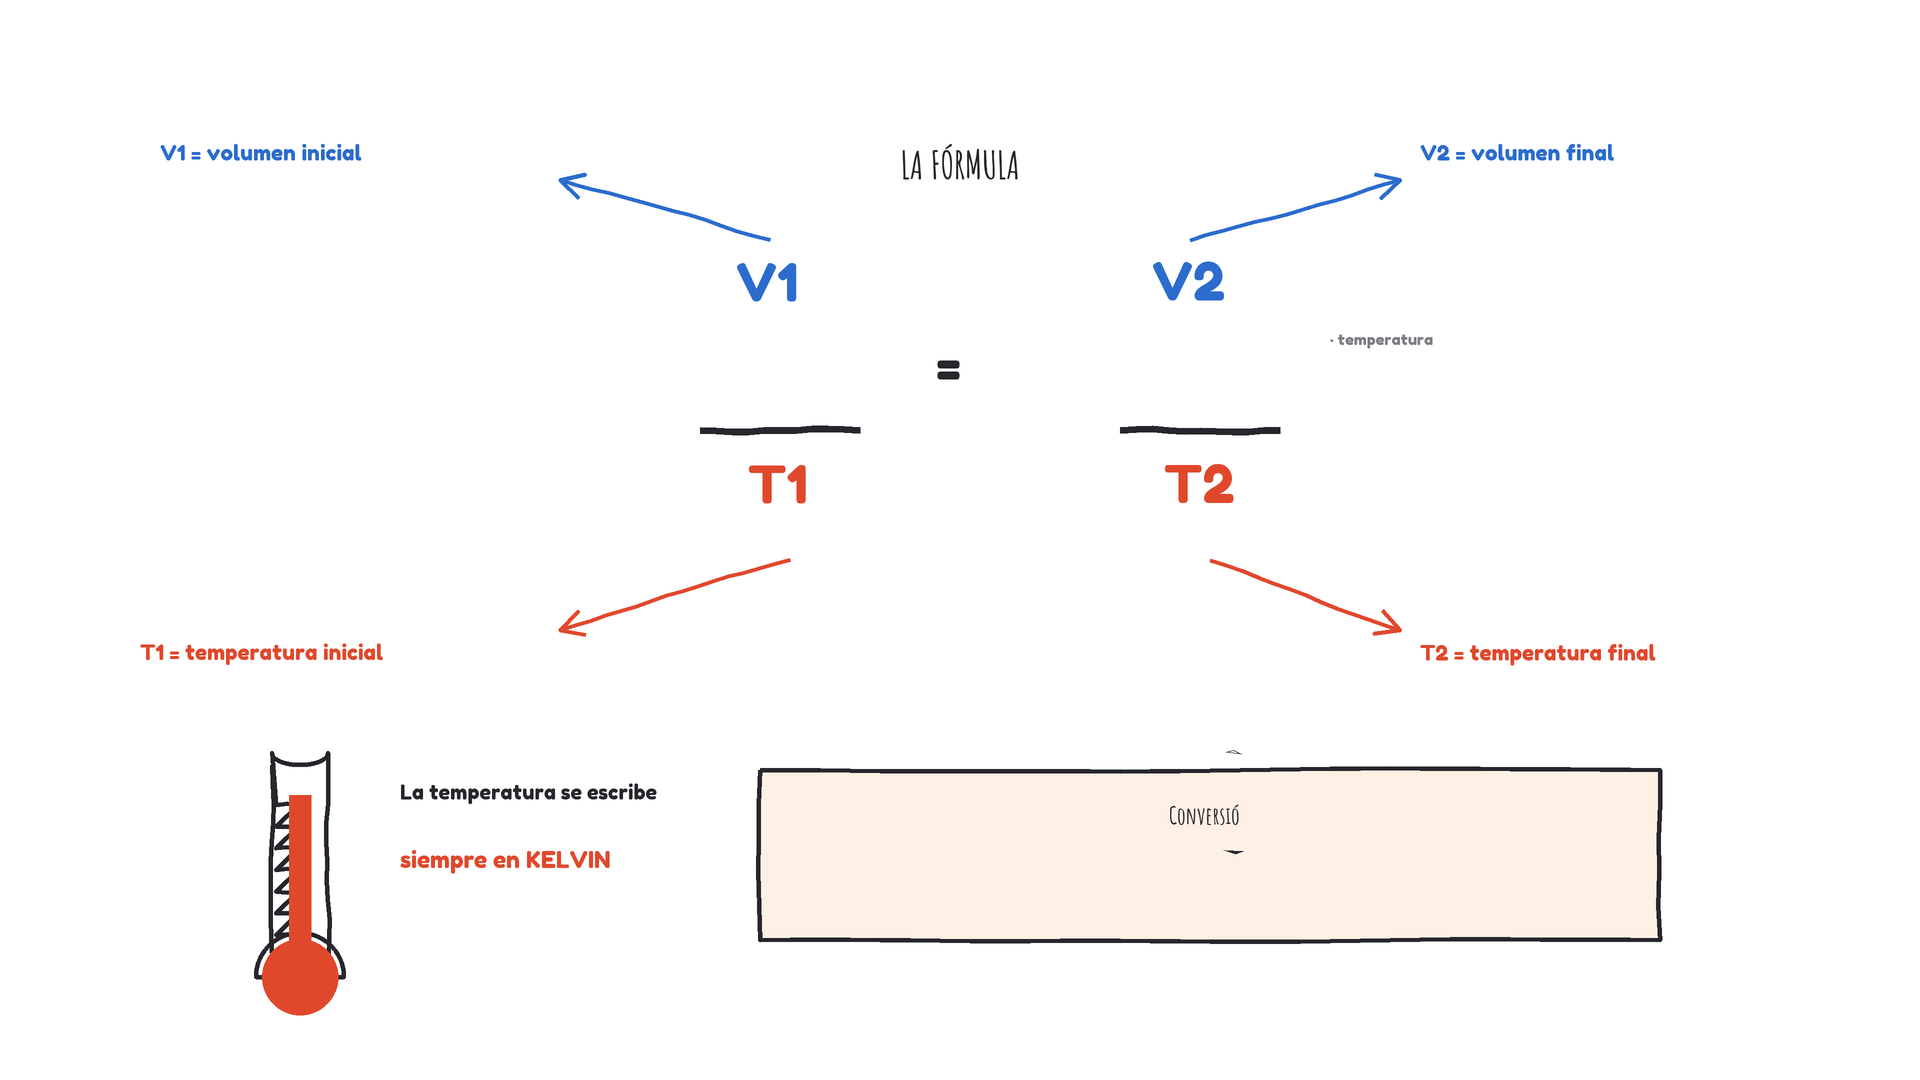 LA FÓRMULA
V1 = volumen inicial
V2 = volumen final
V1
V2
· temperatura
=
T1
T2
T1 = temperatura inicial
T2 = temperatura final
La temperatura se escribe
siempre en KELVIN
Conversió